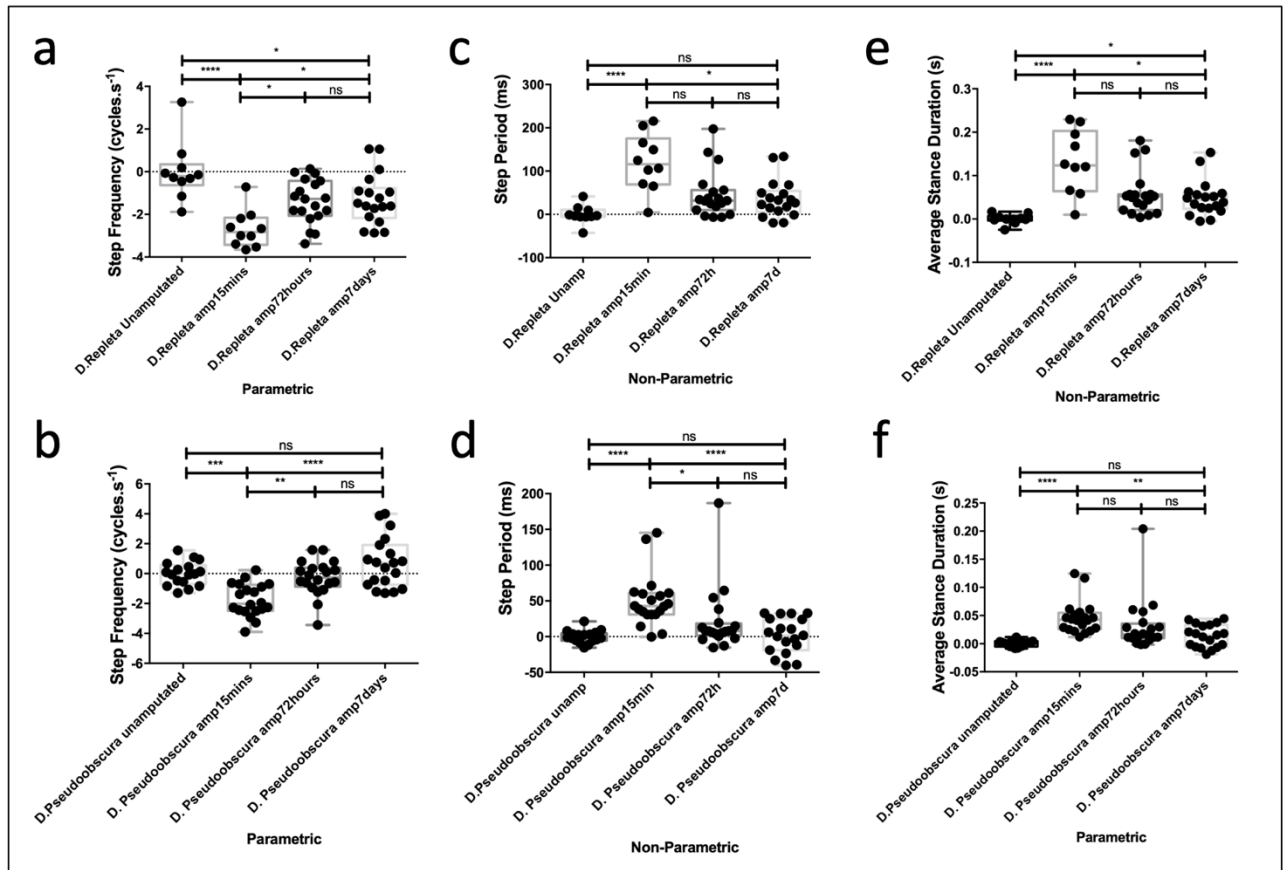 a
*
****
*
*
ns
Step Frequency (cycles.s-1)
4
2
0
-2
-4
D.Repleta Unamputated
D.Repleta amp15mins
D.Repleta amp72hours
D.Repleta amp7days
Parametric
c
ns
****
*
ns
ns
Step Period (ms)
300
200
100
0
-100
D.Repleta Unamp
D.Repleta amp15min
D.Repleta amp72h
D.Repleta amp7d
Non-Parametric
e
*
****
*
ns
ns
Average Stance Duration (s)
0.3
0.2
0.1
0.0
-0.1
D.Repleta Unamputated
D.Repleta amp15mins
D.Repleta amp72hours
D.Repleta amp7days
Non-Parametric
b
ns
***
****
**
ns
Step Frequency (cycles.s-1)
6
4
2
0
-2
-4
-6
D.Pseudoobscura unamputated
D. Pseudoobscura amp15mins
D. Pseudoobscura amp72hours
D. Pseudoobscura amp7days
Parametric
d
ns
****
****
*
ns
Step Period (ms)
200
150
100
50
0
-50
D.Pseudoobscura unamp
D. Pseudoobscura amp15min
D. Pseudoobscura amp72h
D. Pseudoobscura amp7d
Non-Parametric
f
ns
****
**
ns
ns
Average Stance Duration (s)
0.25
0.20
0.15
0.10
0.05
0.00
-0.05
D.Pseudoobscura unamputated
D. Pseudoobscura amp15mins
D. Pseudoobscura amp72hours
D. Pseudoobscura amp7days
Parametric